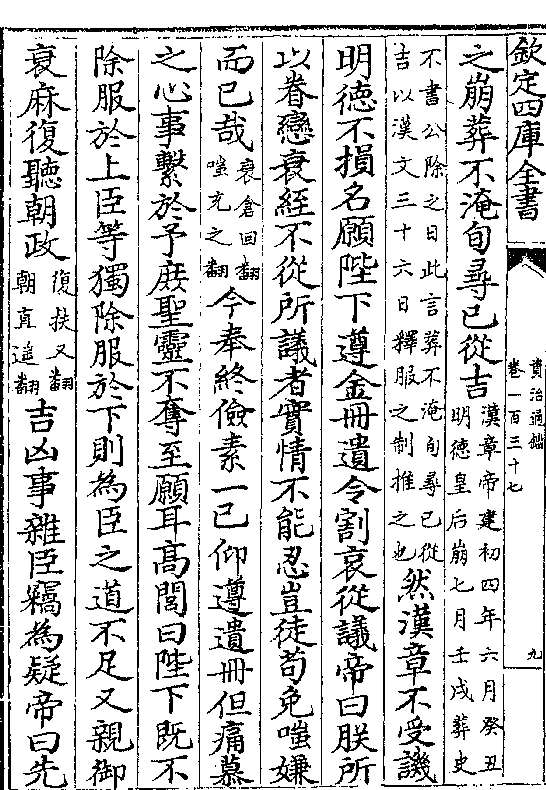 欽定四庫全書
資治通鑑
卷一百三十七
九
之崩葬不淹旬尋已從吉漢章帝建初四年六月癸丑
明德皇后崩七月壬戌葬史
不書公除之日此言葬不淹旬尋已從
吉以漢文三十六日釋服之制推之也然漢章不受譏
明德不損名願陛下遵金冊遺令割哀從議帝曰朕所
以眷戀衰絰不從所議者實情不能忍豈徒苟免嗤嫌
而已哉衰倉回翻
嗤充之翻今奉終儉素一已仰遵遺冊但痛慕
之心事繫於予庶聖靈不奪至願耳高閭曰陛下既不
除服於上臣等獨除服於下則為臣之道不足又親御
衰麻復聽朝政復扶又翻
朝直遥翻吉凶事雜臣竊為疑帝曰先